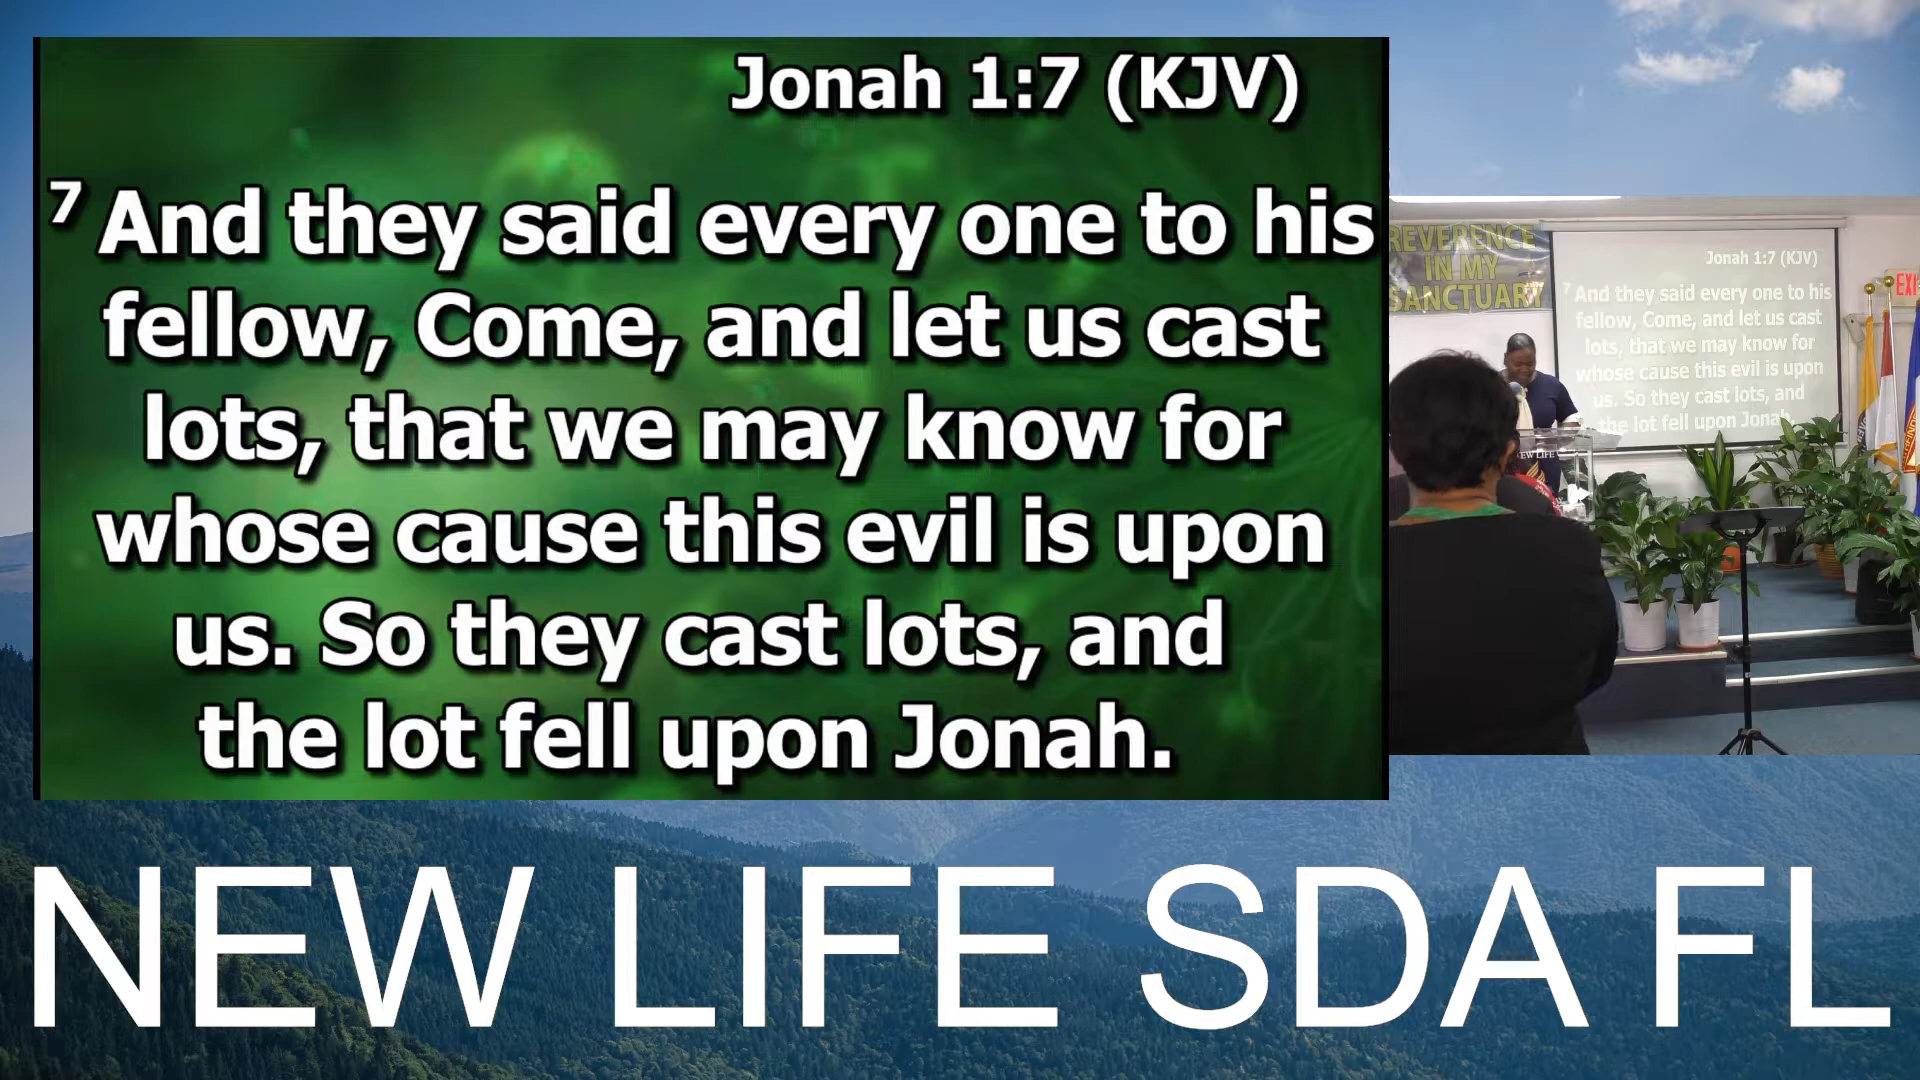 Jonah 1:7 (KJV)
7 And they said every one to his
fellow, Come, and let us cast
lots, that we may know for
whose cause this evil is upon
us. So they cast lots, and
the lot fell upon Jonah.
REVERENCE
IN MY
SANCTUARY
Jonah 1:7 (KJV)
7 And they said every one to his
fellow, Come, and let us cast
lots, that we may know for
whose cause this evil is upon
us. So they cast lots, and
the lot fell upon Jonah
EXI
NEW LIFE
NEW LIFE SDA FL